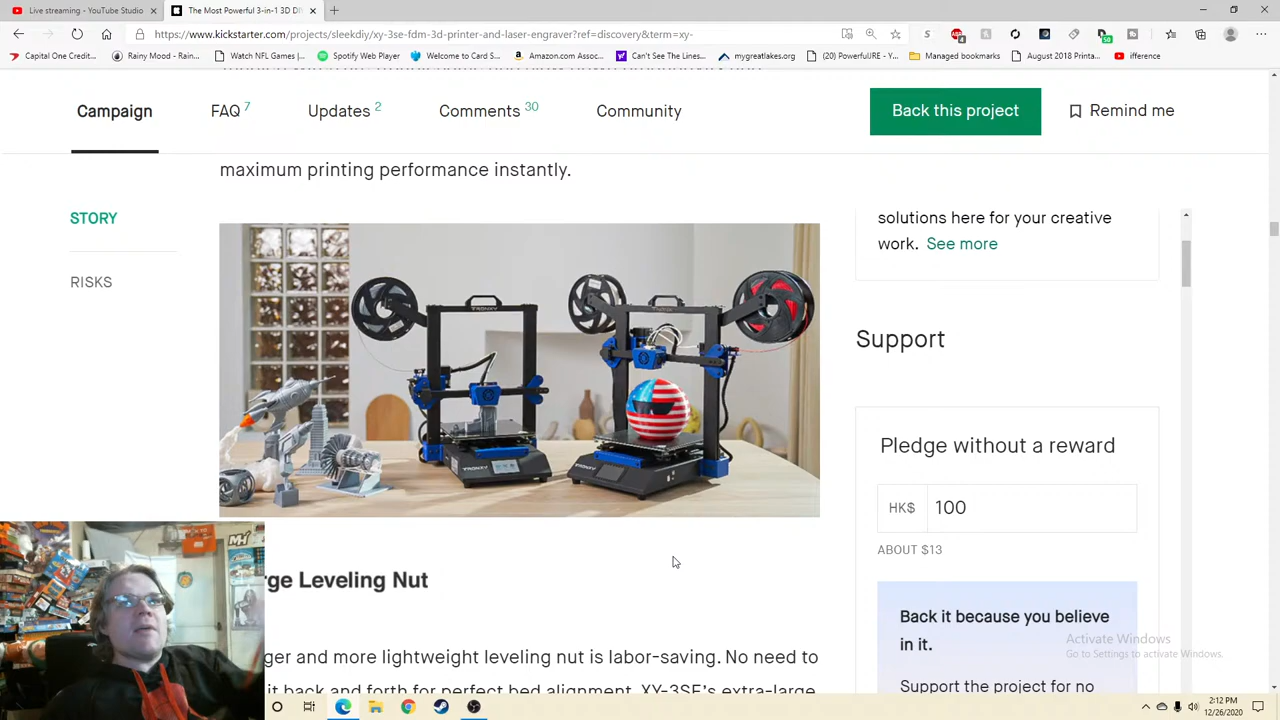 Live streaming - YouTube Studio
The Most Powerful 3-in-1 3D DI
https://www.kickstarter.com/projects/sleekdiy/xy-3se-fdm-3d-printer-and-laser-engraver?ref=discovery&term=xy-
Capital One Credit...
Rainy Mood - Rewi...
Watch NFL Games |...
Spotify Web Player
Welcome to Card S...
Amazon.com Assoc...
Can't See The Lines...
mygreatlakes.org
(20) PowerfulURE - Y...
Managed bookmarks
August 2018 Printa...
ifference
Campaign
FAQ 7
Updates 2
Comments 30
Community
Back this project
Remind me
maximum printing performance instantly.
STORY
RISKS
solutions here for your creative
work. See more
Support
Pledge without a reward
HK$ 100
ABOUT $13
TRONXY
TRONXY
rge Leveling Nut
Back it because you believe
in it.
Activate Windows
Go to Settings to activate Windows.
ger and more lightweight leveling nut is labor-saving. No need to
it back and forth for perfect bed alignment. XY-3SE's extra-large
Support the project for no
2:12 PM
12/26/2020